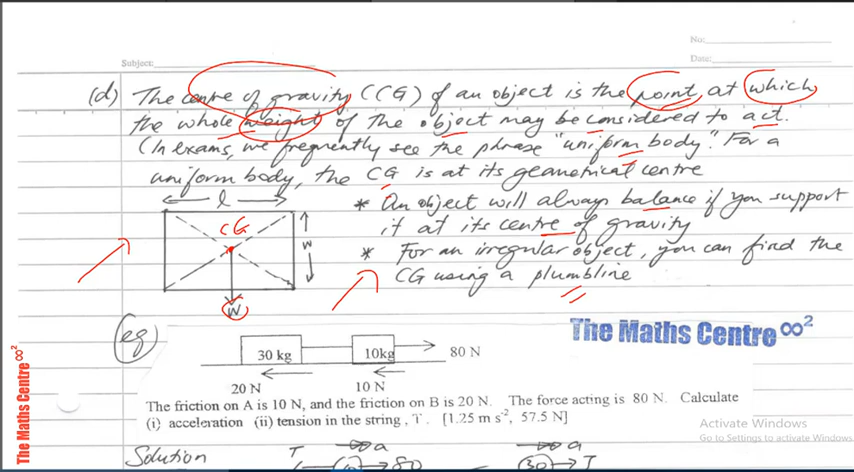 No:
Subject:
Date:
(d) The centre of gravity (CG) of an object is the point at which
the whole weight of the object may be considered to act.
(In exams, we frequently see the phrase "uniform body". For a
uniform body, the CG is at its geometrical centre
l
* An object will always balance if you support
CG
it at its centre of gravity
w
* For an irregular object, you can find the
CG using a plumbline
W
eg
The Maths Centre ∞²
30 kg
10kg
80 N
20 N
10 N
The friction on A is 10 N, and the friction on B is 20 N. The force acting is 80 N. Calculate
(i) acceleration (ii) tension in the string, T. [1.25 m s⁻², 57.5 N]
The Maths Centre ∞²
Activate Windows
Go to Settings to activate Windows
Solution
T
a
80
a
30
T